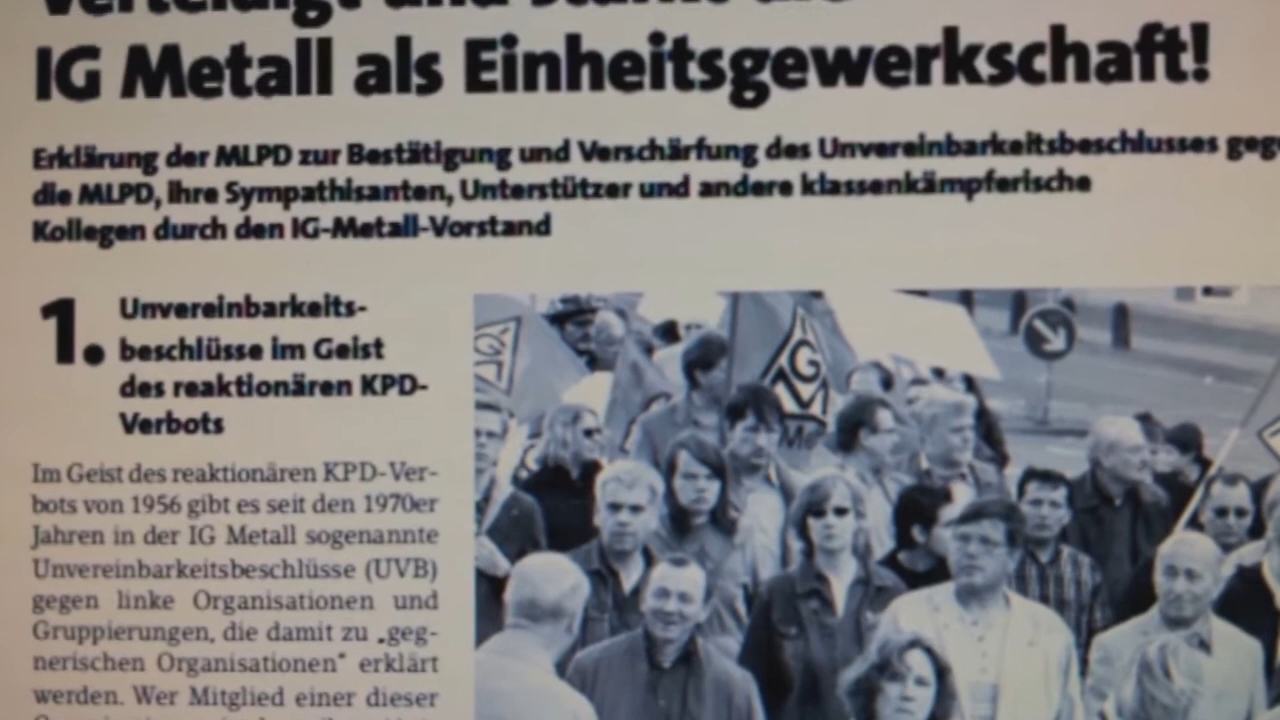 IG Metall als Einheitsgewerkschaft!
Erklärung der MLPD zur Bestätigung und Verschärfung des Unvereinbarkeitsbeschlusses
die MLPD, ihre Sympathisanten, Unterstützer und andere klassenkämpferische
Kollegen durch den IG-Metall-Vorstand
1. Unvereinbarkeits-
beschlüsse im Geist
des reaktionären KPD-
Verbots
Im Geist des reaktionären KPD-Ver-
bots von 1956 gibt es seit den 1970er
Jahren in der IG Metall sogenannte
Unvereinbarkeitsbeschlüsse (UVB)
gegen linke Organisationen und
Gruppierungen, die damit zu „geg-
nerischen Organisationen“ erklärt
werden. Wer Mitglied einer dieser